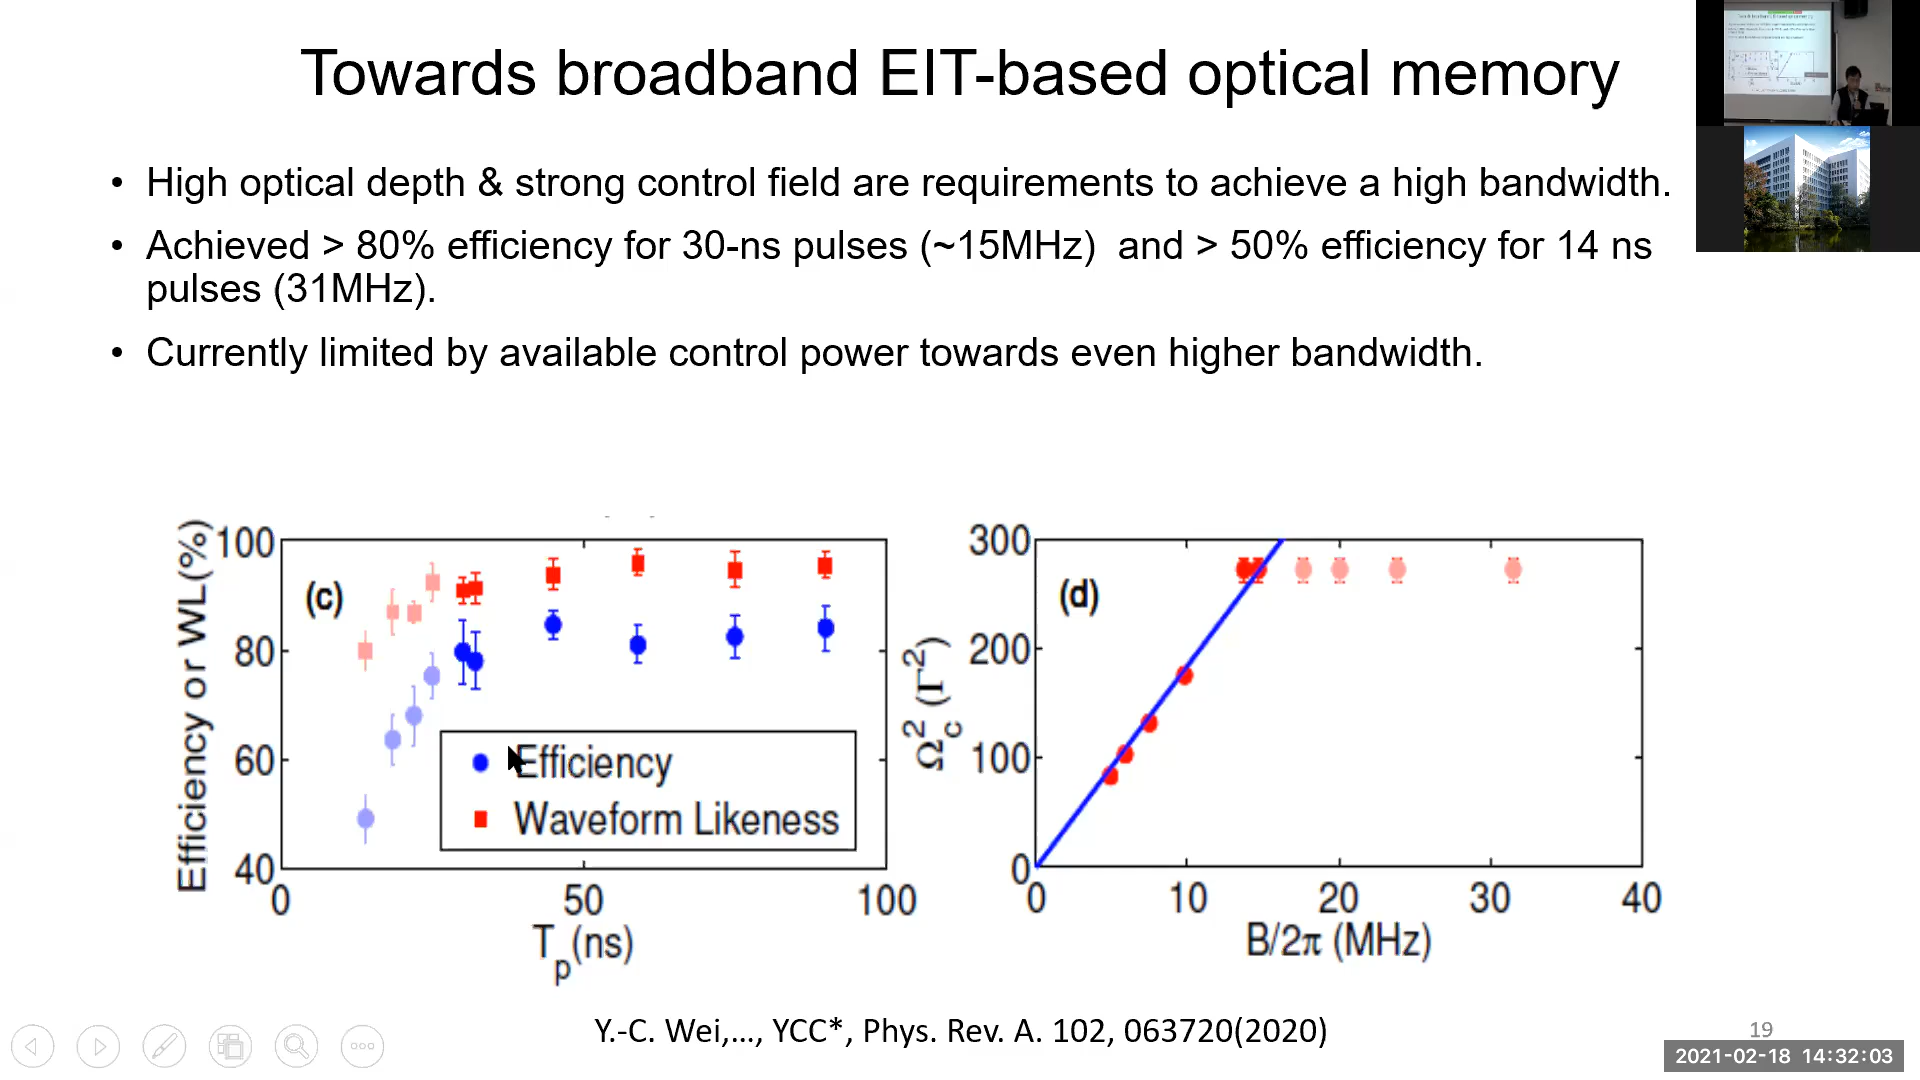 Towards broadband EIT-based optical memory
• High optical depth & strong control field are requirements to achieve a high bandwidth.
• Achieved > 80% efficiency for 30-ns pulses (~15MHz)  and > 50% efficiency for 14 ns
pulses (31MHz).
• Currently limited by available control power towards even higher bandwidth.
Efficiency or WL(%)
100
80
60
40
(c)
Efficiency
Waveform Likeness
0
50
100
Tp(ns)
Ωc² (Γ²)
300
200
100
0
(d)
0
10
20
30
40
B/2π (MHz)
Y.-C. Wei,..., YCC*, Phys. Rev. A. 102, 063720(2020)
19
2021-02-18 14:32:03